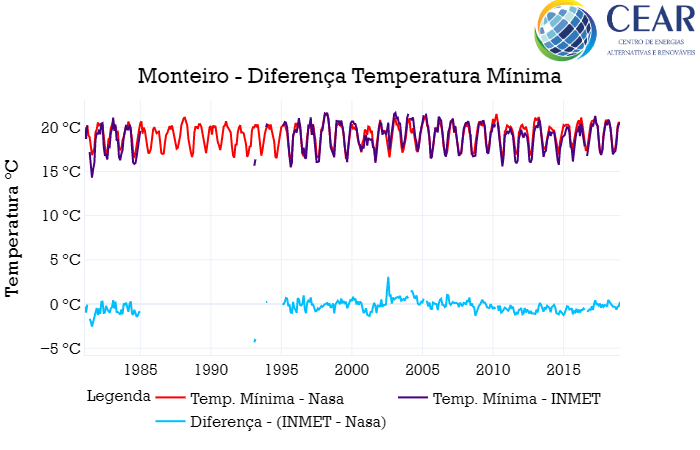 CEAR
CENTRO DE ENERGIAS
ALTERNATIVAS E RENOVÁVEIS
Monteiro - Diferença Temperatura Mínima
Temperatura °C
20 °C
15 °C
10 °C
5 °C
0 °C
−5 °C
1985 1990 1995 2000 2005 2010 2015
Legenda Temp. Mínima - Nasa Temp. Mínima - INMET
Diferença - (INMET - Nasa)